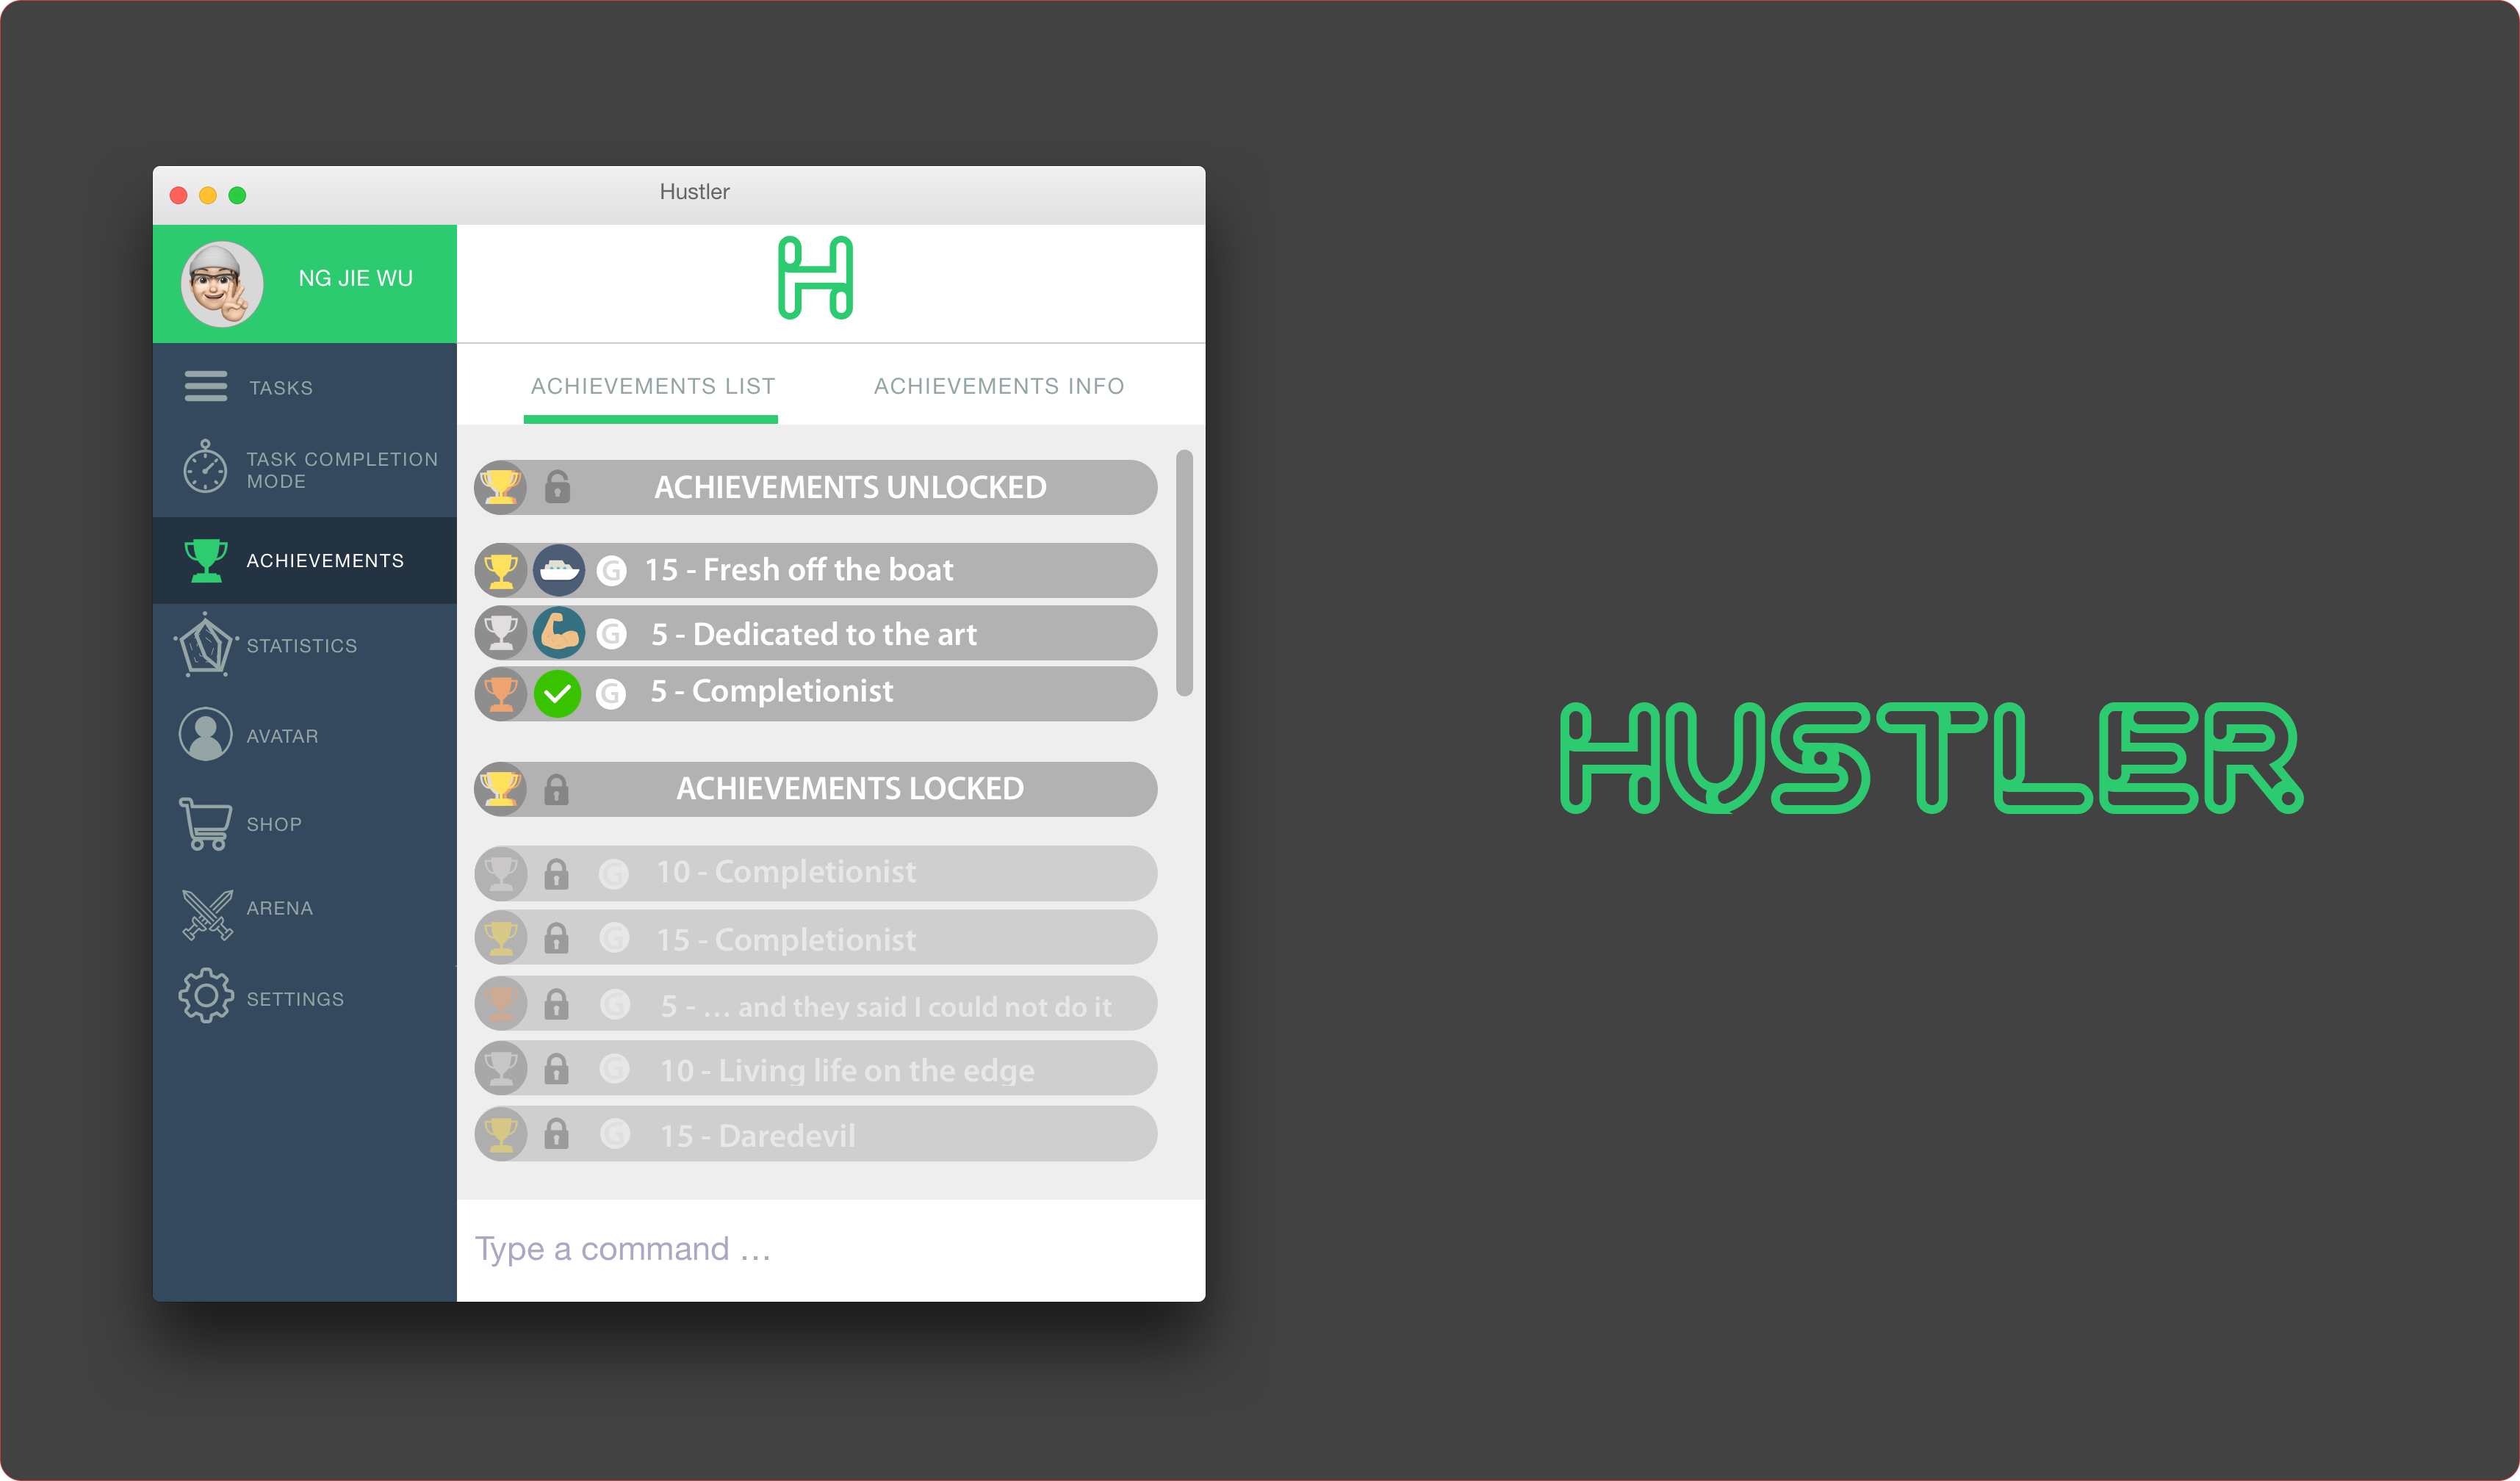 Hustler
NG JIE WU
TASKS
TASK COMPLETION
MODE
ACHIEVEMENTS
STATISTICS
AVATAR
SHOP
ARENA
SETTINGS
H
ACHIEVEMENTS LIST
ACHIEVEMENTS INFO
ACHIEVEMENTS UNLOCKED
G 15 - Fresh off the boat
G 5 - Dedicated to the art
G 5 - Completionist
ACHIEVEMENTS LOCKED
G 10 - Completionist
G 15 - Completionist
G 5 - … and they said I could not do it
G 10 - Living life on the edge
G 15 - Daredevil
Type a command …
HUSTLER